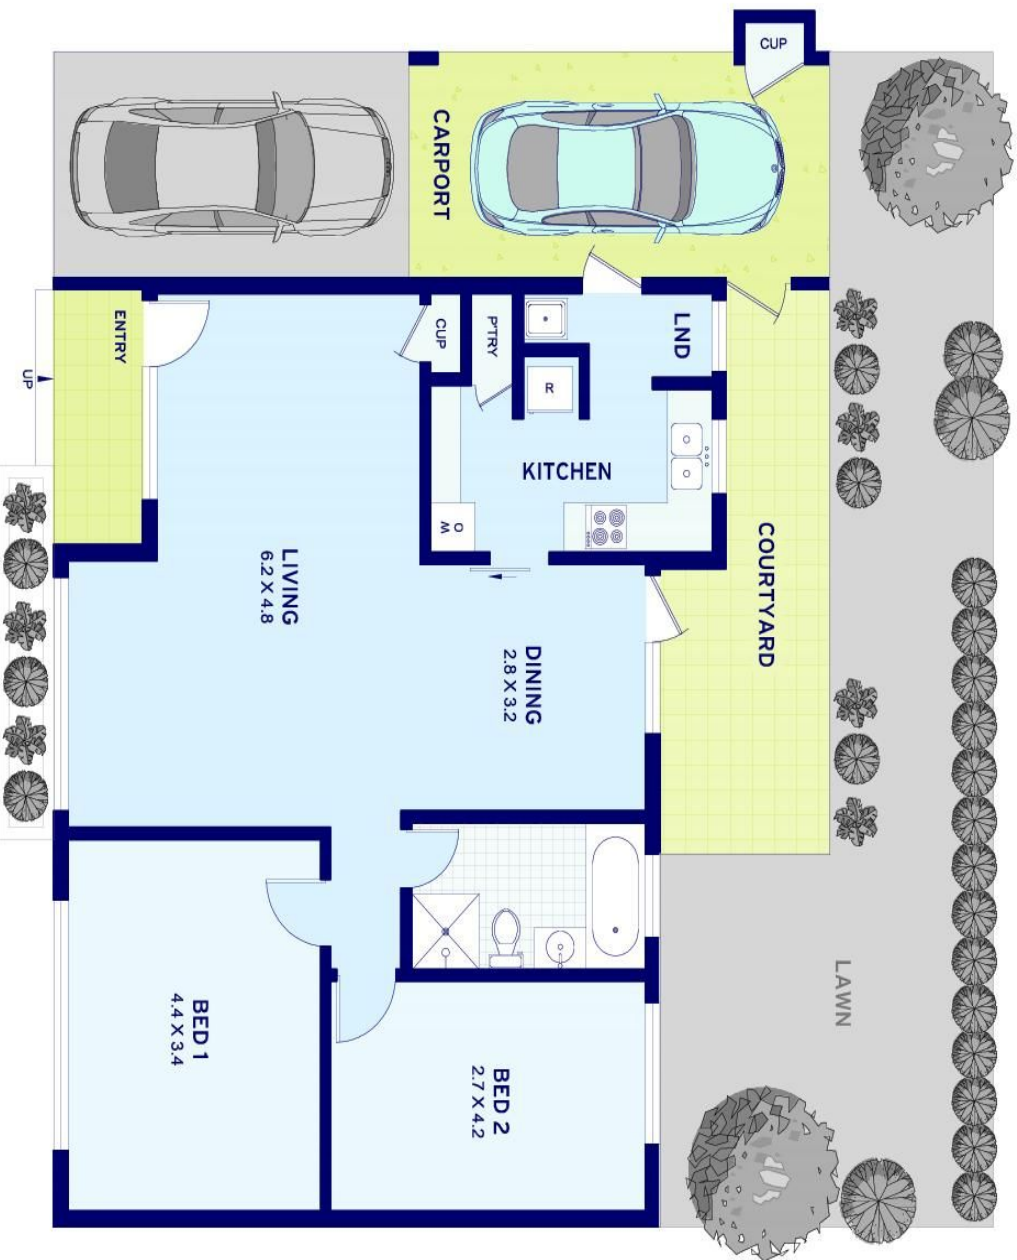 CUP
CARPORT
ENTRY
UP
CUP
P'TRY
LND
R
KITCHEN
O
W
COURTYARD
LIVING
6.2 X 4.8
DINING
2.8 X 3.2
LAWN
BED 1
4.4 X 3.4
BED 2
2.7 X 4.2